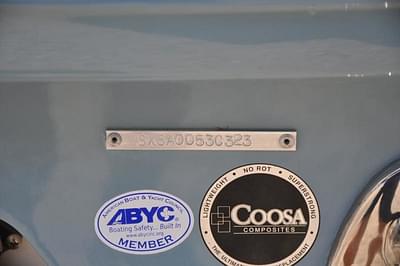 AMERICAN BOAT & YACHT COUNCIL
ABYC®
Boating Safety... Built In
www.abycinc.org
MEMBER
LIGHTWEIGHT • NO ROT • SUPERSTRONG
COOSA
COMPOSITES
THE ULTIMATE REPLACEMENT